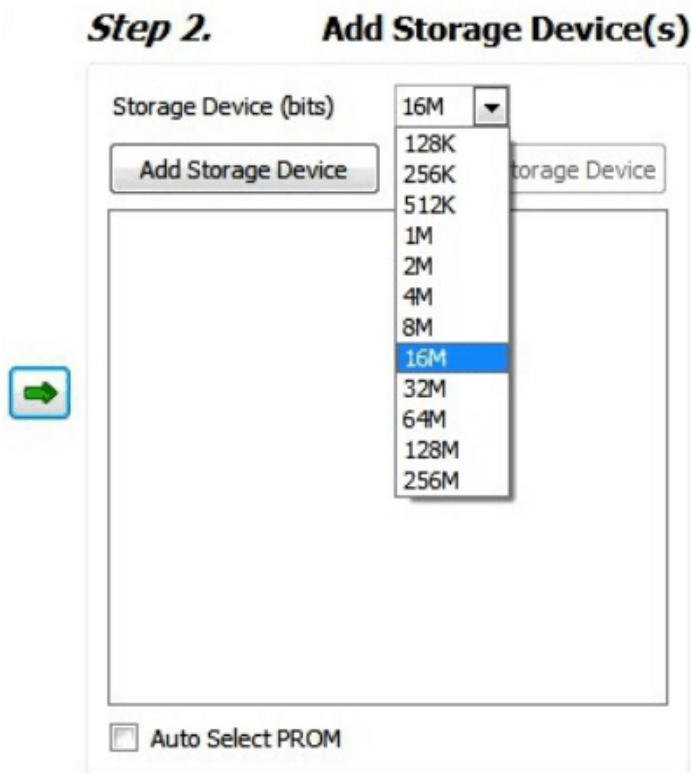 Step 2. Add Storage Device(s)
Storage Device (bits) 16M
Add Storage Device torage Device
128K
256K
512K
1M
2M
4M
8M
16M
32M
64M
128M
256M
Auto Select PROM